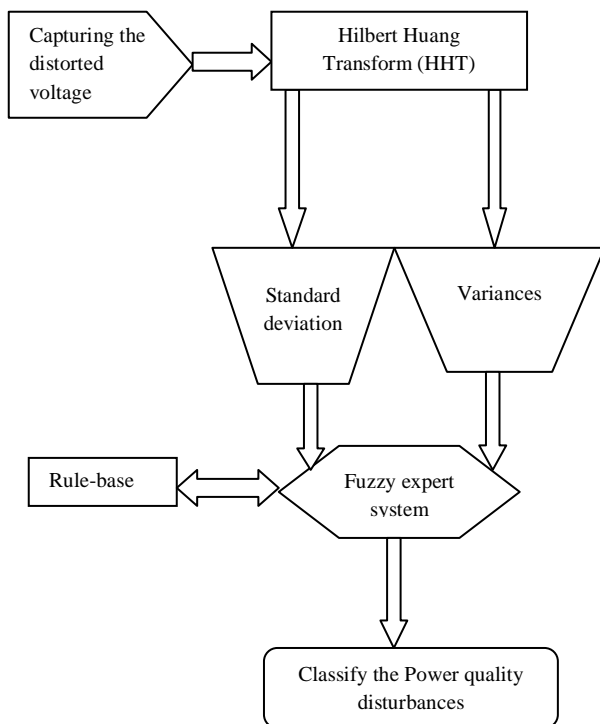 Capturing the
distorted
voltage
Hilbert Huang
Transform (HHT)
Standard
deviation
Variances
Rule-base
Fuzzy expert
system
Classify the Power quality
disturbances